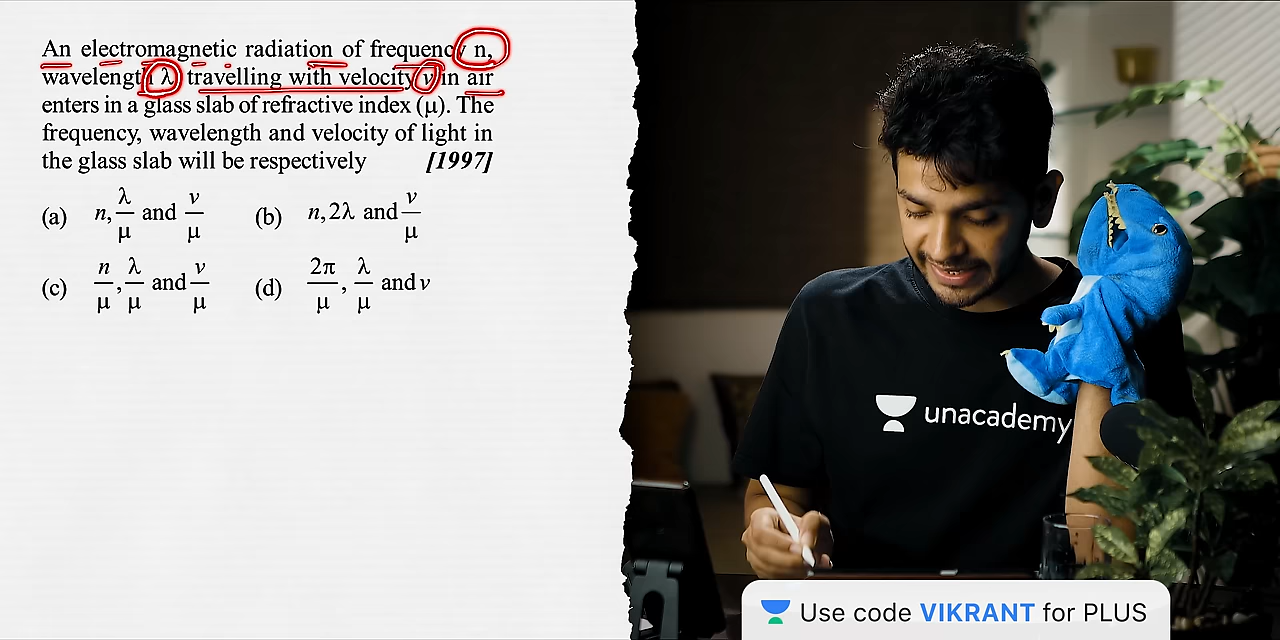 An electromagnetic radiation of frequency n,
wavelength λ, travelling with velocity v in air
enters in a glass slab of refractive index (μ). The
frequency, wavelength and velocity of light in
the glass slab will be respectively [1997]
(a) n, λ/μ and v/μ (b) n, 2λ and v/μ
(c) n/μ, λ/μ and v/μ (d) 2π/μ, λ/μ and v
unacademy
Use code VIKRANT for PLUS